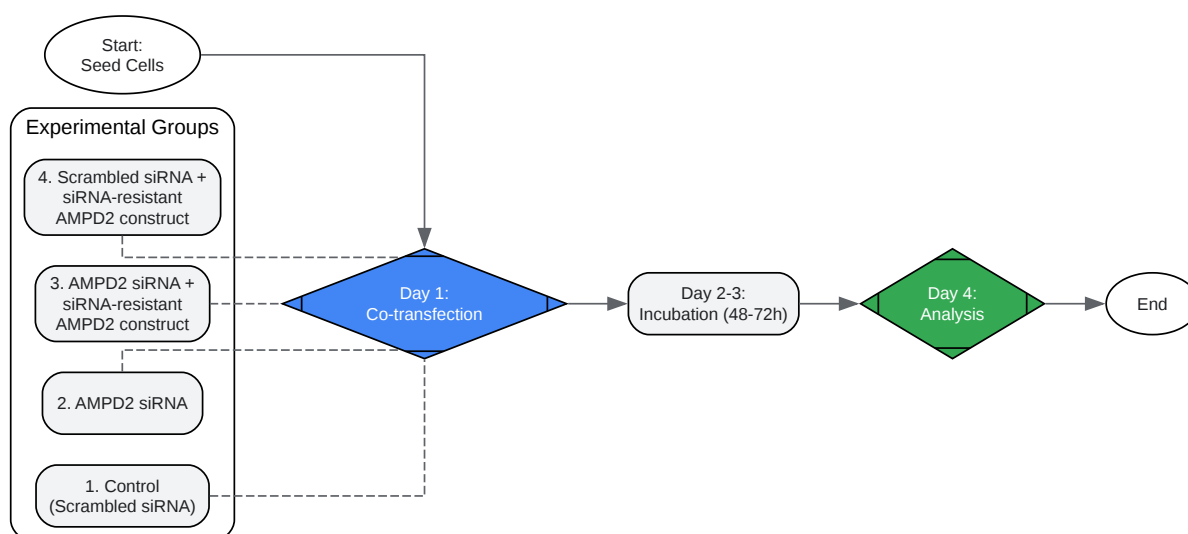 Start:
Seed Cells
Experimental Groups
4. Scrambled siRNA +
siRNA-resistant
AMPD2 construct
3. AMPD2 siRNA +
siRNA-resistant
AMPD2 construct
2. AMPD2 siRNA
1. Control
(Scrambled siRNA)
Day 1:
Co-transfection
Day 2-3:
Incubation (48-72h)
Day 4:
Analysis
End